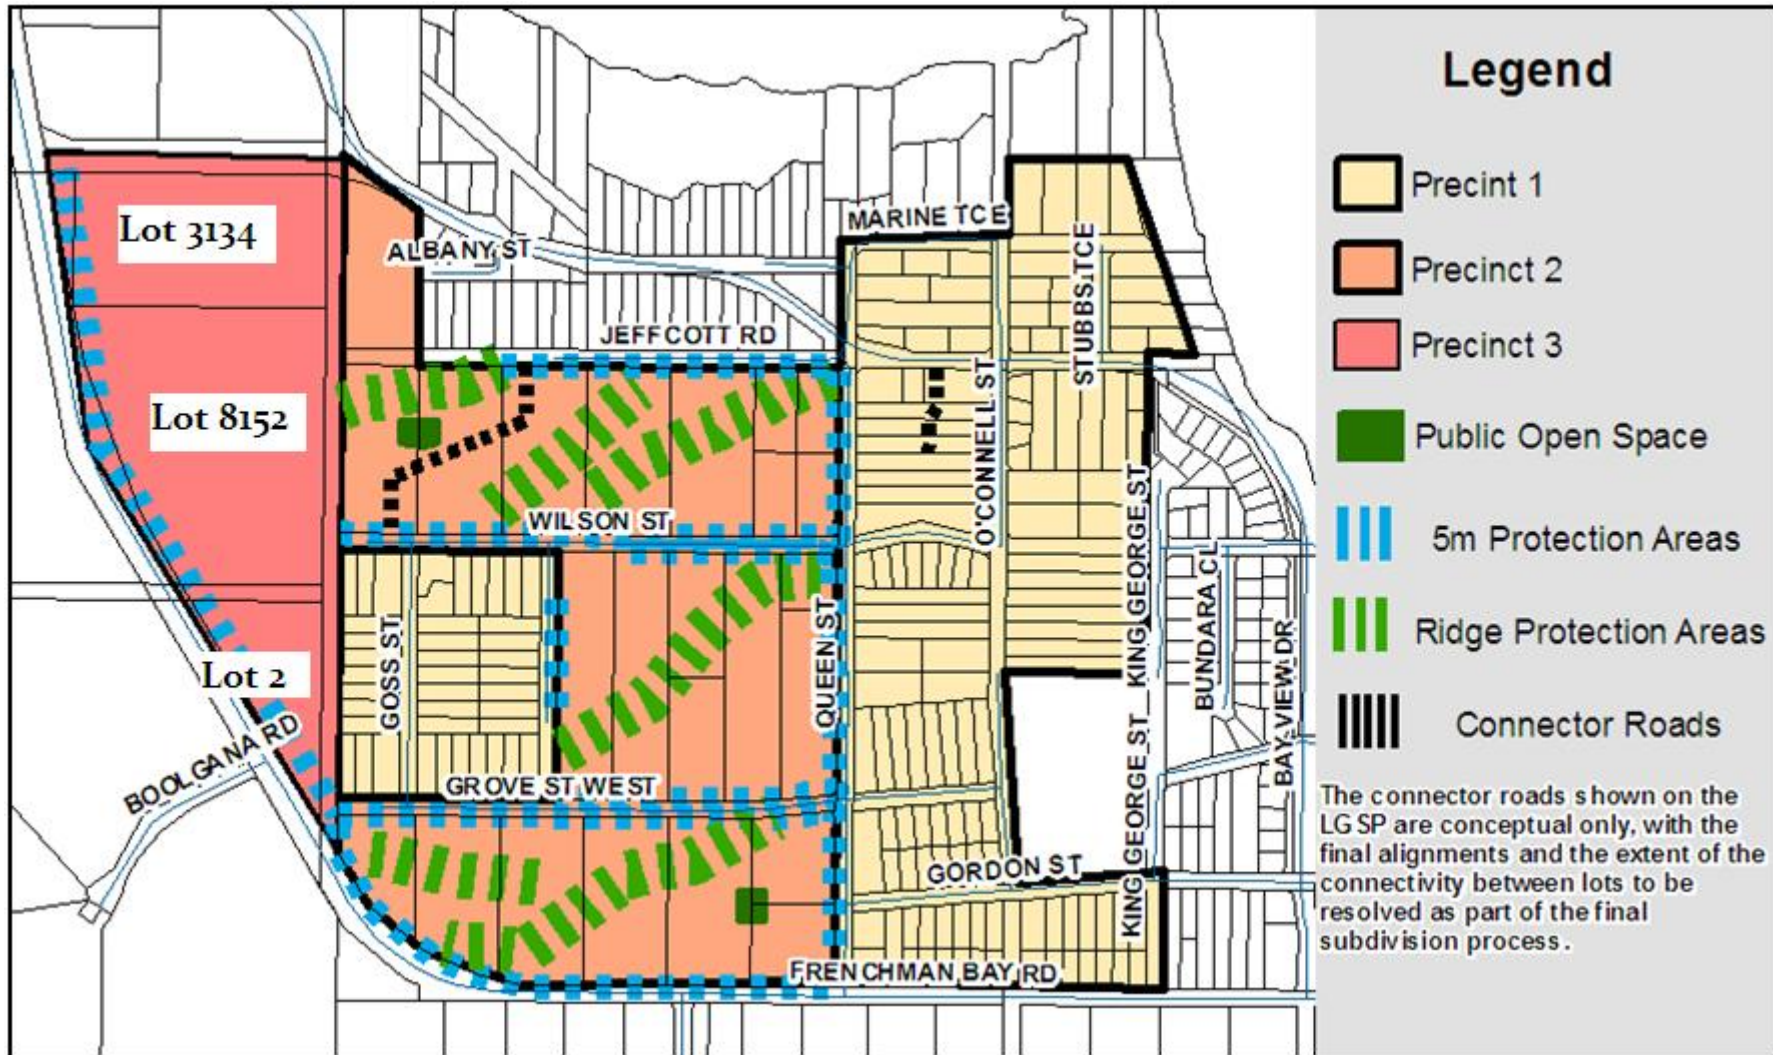 Legend
Precint 1
Precinct 2
Precinct 3
Public Open Space
5m Protection Areas
Ridge Protection Areas
Connector Roads
The connector roads shown on the
LGSP are conceptual only, with the
final alignments and the extent of the
connectivity between lots to be
resolved as part of the final
subdivision process.
Lot 3134
Lot 8152
Lot 2
MARINE TCE
ALBANY ST
STUBBS TCE
JEFFCOTT RD
O'CONNELL ST
WILSON ST
KING GEORGE ST
BUNDARA CL
GOSS ST
QUEEN ST
BAY VIEW DR
BOOLGANA RD
GROVE ST WEST
KING GEORGE ST
GORDON ST
FRENCHMAN BAY RD